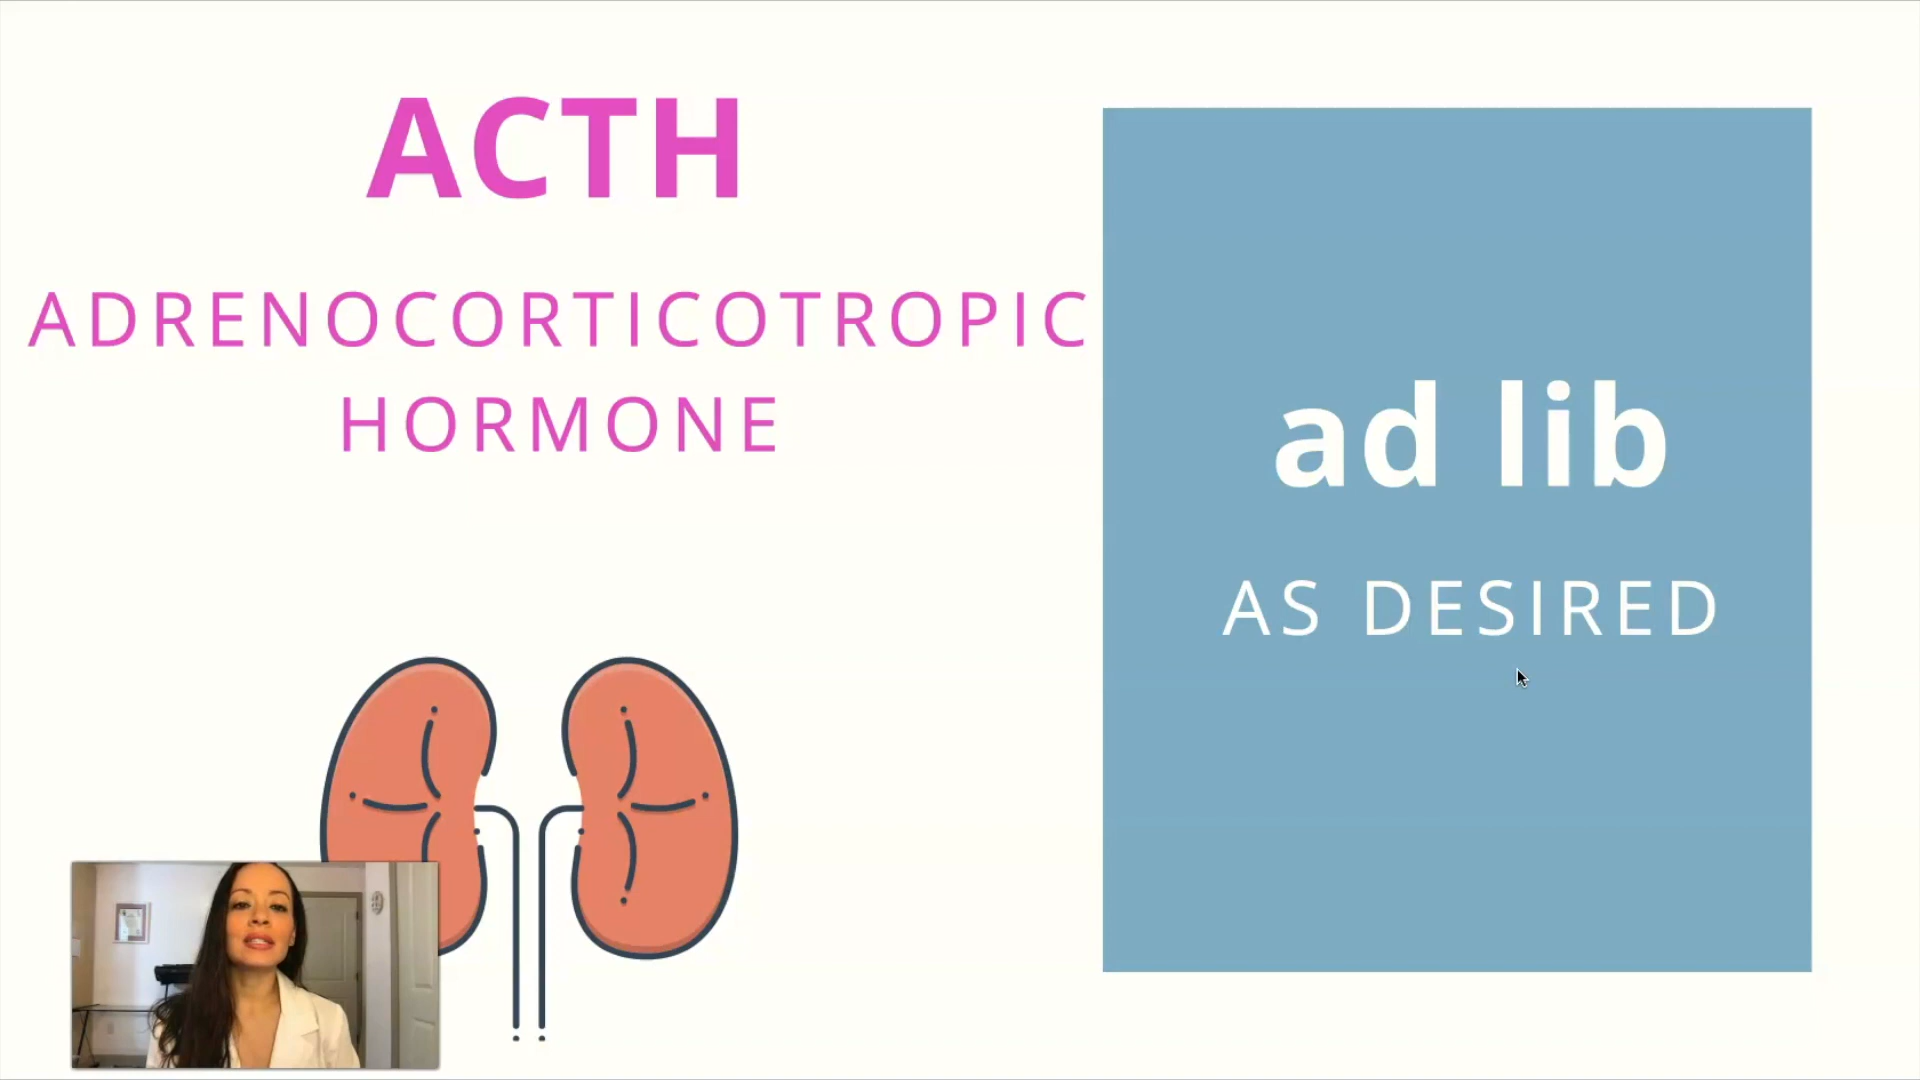 ACTH
ADRENOCORTICOTROPIC
HORMONE
ad lib
AS DESIRED